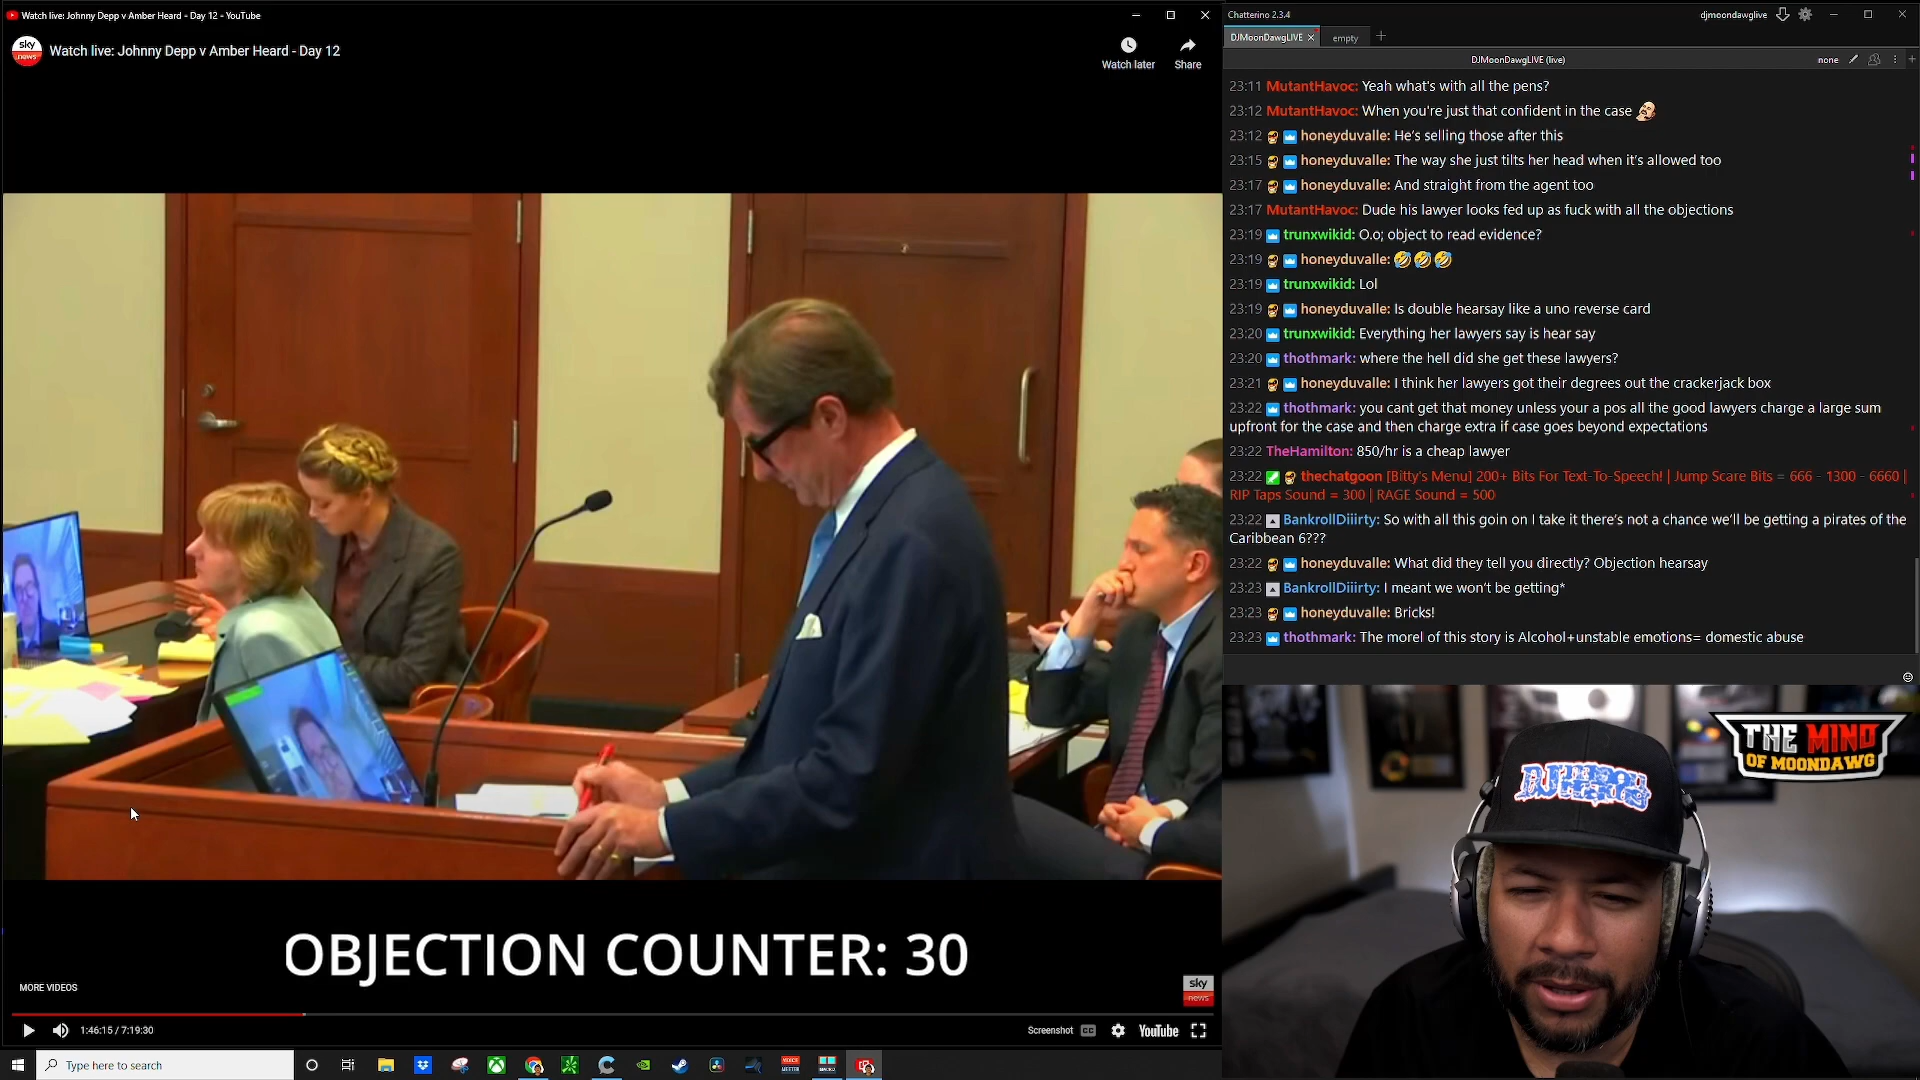 Watch live: Johnny Depp v Amber Heard - Day 12 - YouTube
sky
news
Watch live: Johnny Depp v Amber Heard - Day 12
Watch later
Share
OBJECTION COUNTER: 30
MORE VIDEOS
sky
news
1:46:15 / 7:19:30
Screenshot
CC
YouTube
Type here to search
Chatterino 2.3.4
djmoondawglive
DJMoonDawgLIVE
empty
DJMoonDawgLIVE (live)
none
23:11 MutantHavoc: Yeah what's with all the pens?
23:12 MutantHavoc: When you're just that confident in the case
23:12 honeyduvalle: He's selling those after this
23:15 honeyduvalle: The way she just tilts her head when it's allowed too
23:17 honeyduvalle: And straight from the agent too
23:17 MutantHavoc: Dude his lawyer looks fed up as fuck with all the objections
23:19 trunxwikid: O.o; object to read evidence?
23:19 honeyduvalle: 🤣🤣🤣
23:19 trunxwikid: Lol
23:19 honeyduvalle: Is double hearsay like a uno reverse card
23:20 trunxwikid: Everything her lawyers say is hear say
23:20 thothmark: where the hell did she get these lawyers?
23:21 honeyduvalle: I think her lawyers got their degrees out the crackerjack box
23:22 thothmark: you cant get that money unless your a pos all the good lawyers charge a large sum
upfront for the case and then charge extra if case goes beyond expectations
23:22 TheHamilton: 850/hr is a cheap lawyer
23:22 thechatgoon [Bitty's Menu] 200+ Bits For Text-To-Speech! | Jump Scare Bits = 666 - 1300 - 6660 |
RIP Taps Sound = 300 | RAGE Sound = 500
23:22 BankrollDiiirty: So with all this goin on I take it there's not a chance we'll be getting a pirates of the
Caribbean 6???
23:22 honeyduvalle: What did they tell you directly? Objection hearsay
23:23 BankrollDiiirty: I meant we won't be getting*
23:23 honeyduvalle: Bricks!
23:23 thothmark: The morel of this story is Alcohol+unstable emotions= domestic abuse
THE MIND
OF MOONDAWG